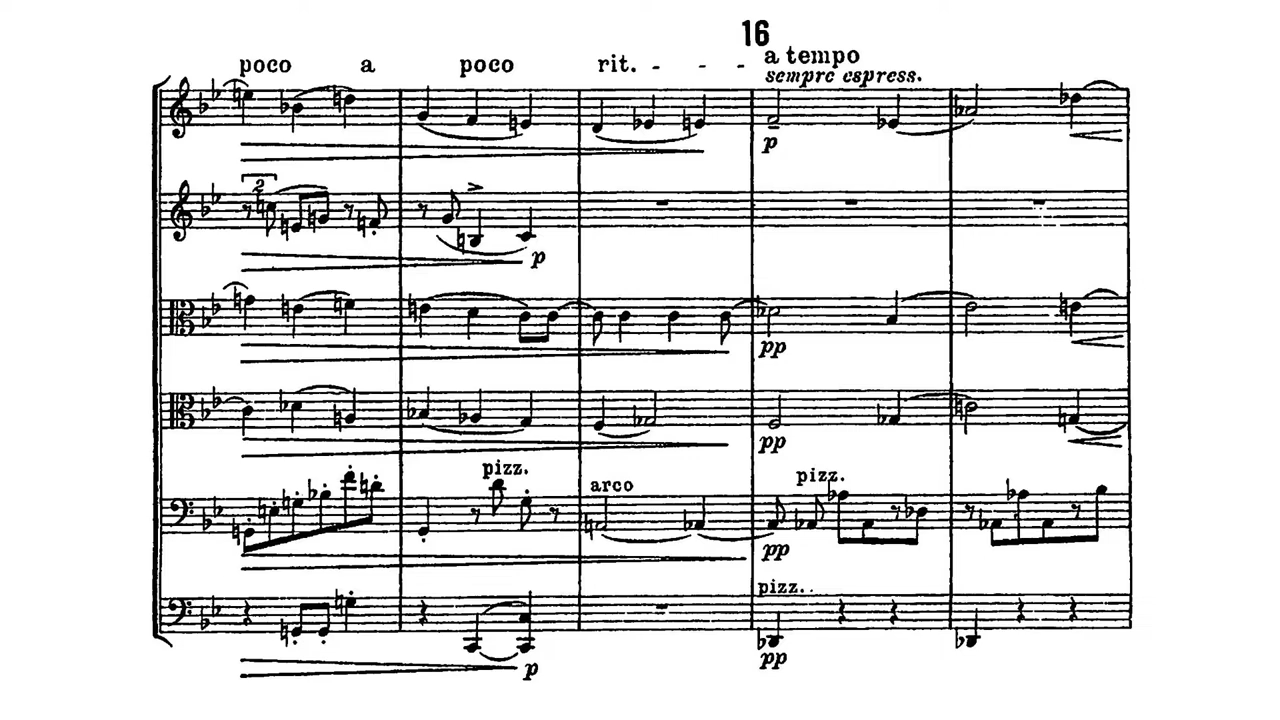 16
poco a poco rit. - - - a tempo
sempre espress.
p
2
p
pp
pp
pizz.
arco
pizz.
pp
pizz.
p
pp